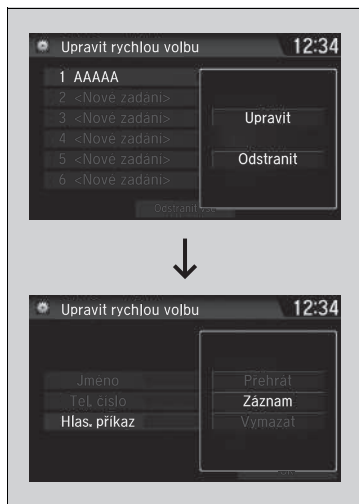 Upravit rychlou volbu 12:34
1 AAAAA
2 <Nové zadání>
3 <Nové zadání>
4 <Nové zadání>
5 <Nové zadání>
6 <Nové zadání>
Upravit
Odstranit
Odstranit vše
Upravit rychlou volbu 12:34
Jméno
Tel. číslo
Hlas. příkaz
Přehrát
Záznam
Vymazat